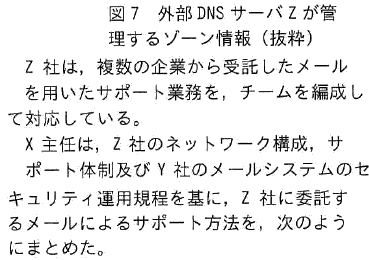 図7 外部DNSサーバZが管
理するゾーン情報（抜粋）
Z 社は，複数の企業から受託したメール
を用いたサポート業務を，チームを編成し
て対応している。
X 主任は，Z 社のネットワーク構成，サ
ポート体制及び Y 社のメールシステムのセ
キュリティ運用規程を基に，Z 社に委託す
るメールによるサポート方法を，次のよう
にまとめた。